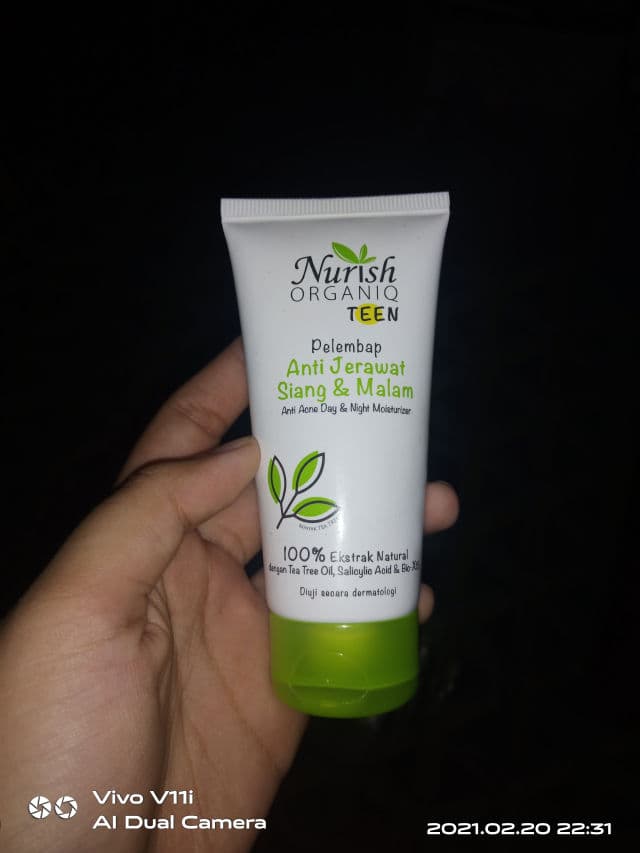 Nurish
ORGANIQ
TEEN
Pelembap
Anti Jerawat
Siang & Malam
Anti Acne Day & Night Moisturizer
100% Ekstrak Natural
dengan Tea Tree Oil, Salicylic Acid &
Diuji secara dermatologi
Vivo V11i
AI Dual Camera
2021.02.20 22:31